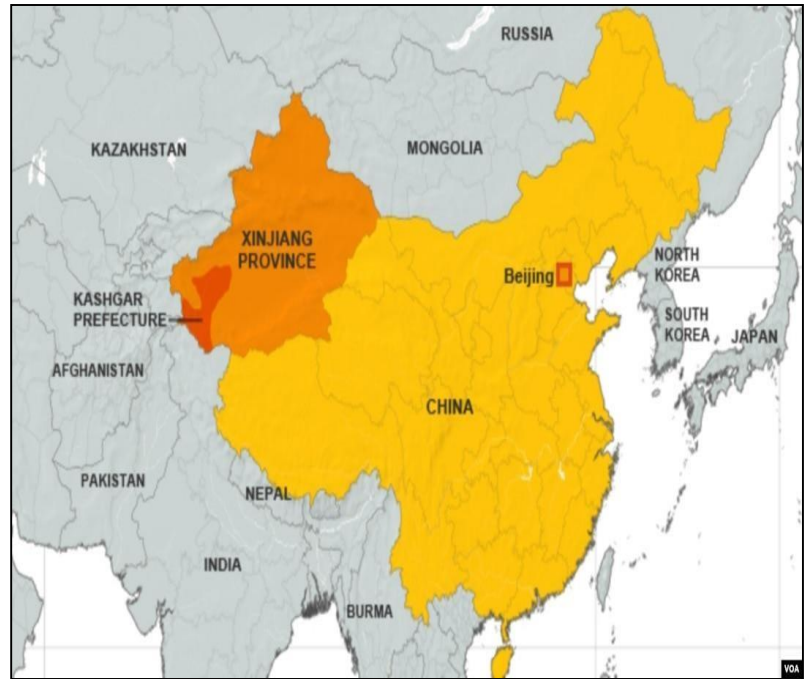 RUSSIA
KAZAKHSTAN
MONGOLIA
XINJIANG
PROVINCE
Beijing
NORTH
KOREA
KASHGAR
PREFECTURE
SOUTH
KOREA
JAPAN
AFGHANISTAN
CHINA
PAKISTAN
NEPAL
INDIA
BURMA
VOA